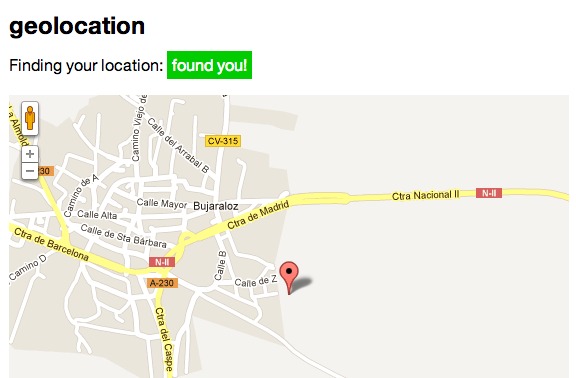 geolocation
Finding your location: found you!
La Almold
Camino Viejo de
Calle del Arrabal B
CV-315
+
30
−
Camino de A
Calle Mayor
Bujaraloz
Ctra Nacional II
N-II
Calle Alta
Ctra de Madrid
Calle de Sta Bárbara
Ctra de Barcelona
Camino D
N-II
Calle B
A-230
Calle de Z
Ctra del Caspe